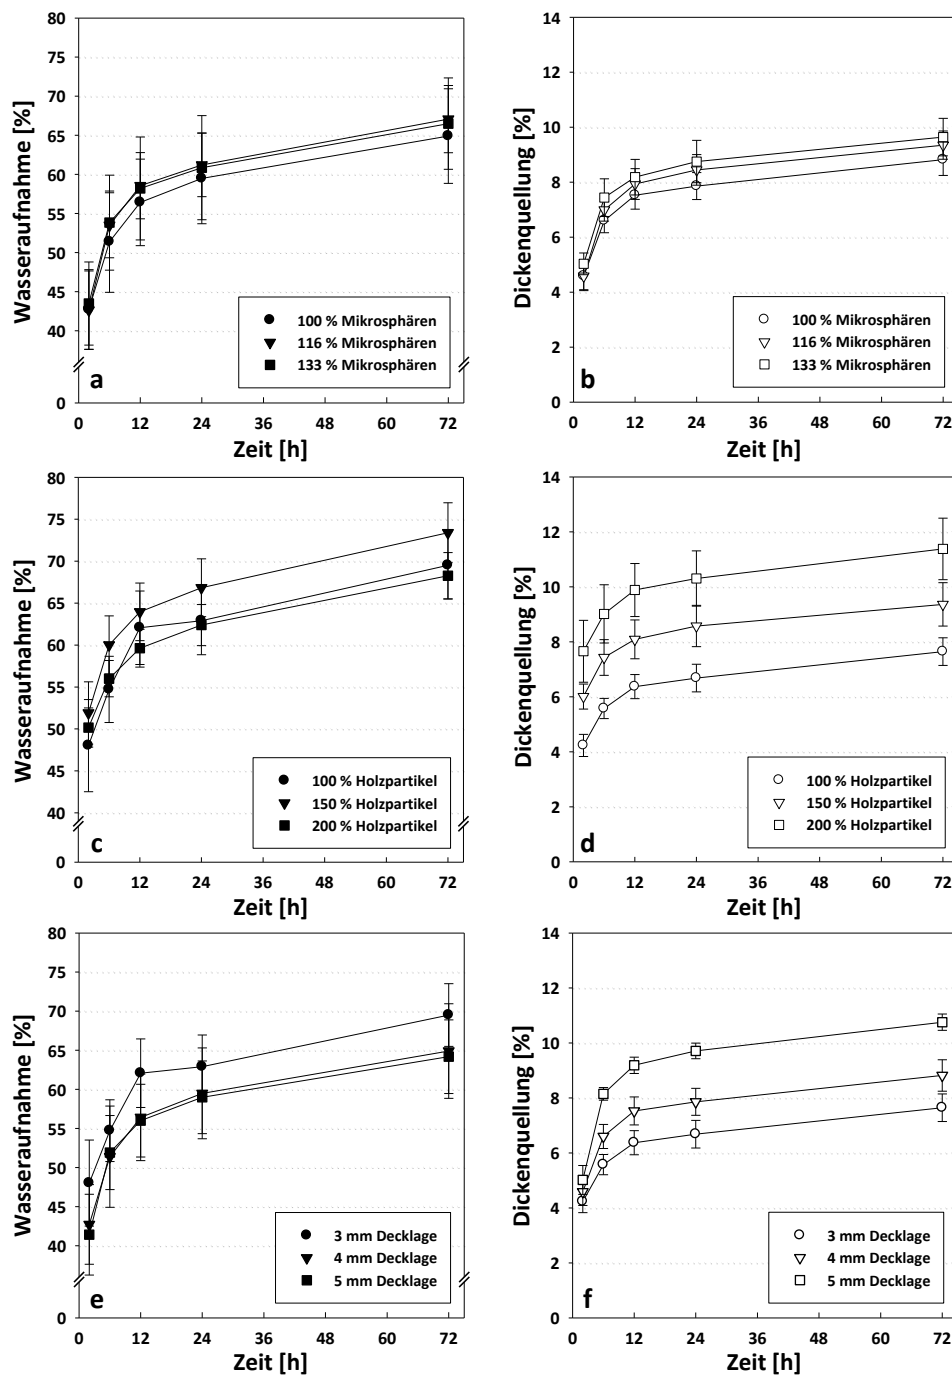 Wasseraufnahme [%]
80
75
70
65
60
55
50
45
40
0
100 % Mikrosphären
116 % Mikrosphären
133 % Mikrosphären
a
0 12 24 36 48 60 72
Zeit [h]
Dickenquellung [%]
14
12
10
8
6
4
2
0
100 % Mikrosphären
116 % Mikrosphären
133 % Mikrosphären
b
0 12 24 36 48 60 72
Zeit [h]
Wasseraufnahme [%]
80
75
70
65
60
55
50
45
40
0
100 % Holzpartikel
150 % Holzpartikel
200 % Holzpartikel
c
0 12 24 36 48 60 72
Zeit [h]
Dickenquellung [%]
14
12
10
8
6
4
2
0
100 % Holzpartikel
150 % Holzpartikel
200 % Holzpartikel
d
0 12 24 36 48 60 72
Zeit [h]
Wasseraufnahme [%]
80
75
70
65
60
55
50
45
40
0
3 mm Decklage
4 mm Decklage
5 mm Decklage
e
0 12 24 36 48 60 72
Zeit [h]
Dickenquellung [%]
14
12
10
8
6
4
2
0
3 mm Decklage
4 mm Decklage
5 mm Decklage
f
0 12 24 36 48 60 72
Zeit [h]